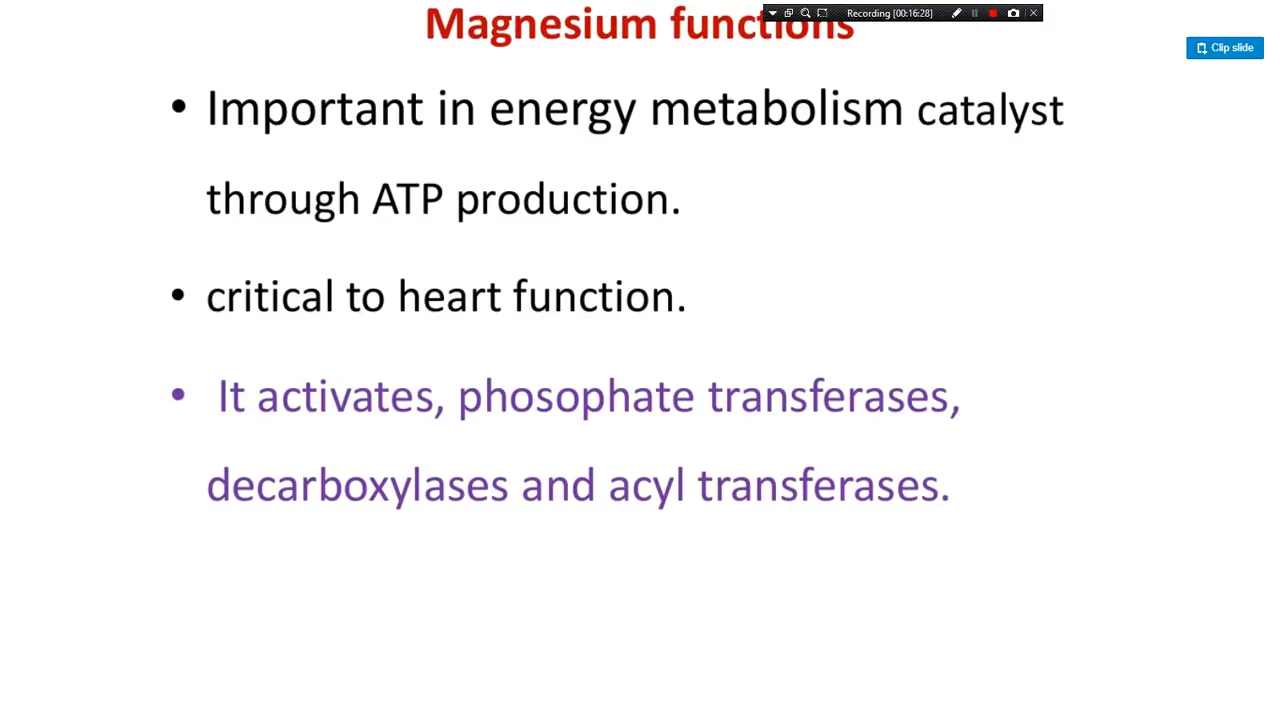 Magnesium functions
Recording [00:16:28]
Clip slide
• Important in energy metabolism catalyst
through ATP production.
• critical to heart function.
• It activates, phosophate transferases,
decarboxylases and acyl transferases.